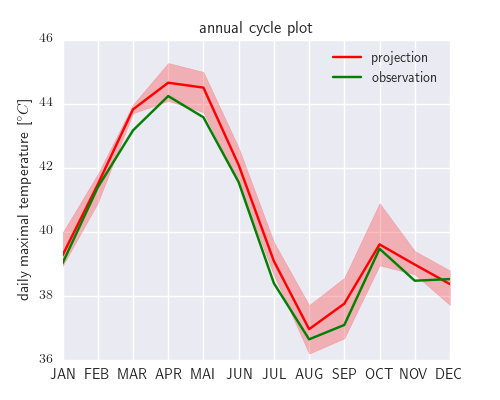 annual cycle plot
46
44
42
40
38
36
daily maximal temperature [°C]
projection
observation
JAN FEB MAR APR MAI JUN JUL AUG SEP OCT NOV DEC